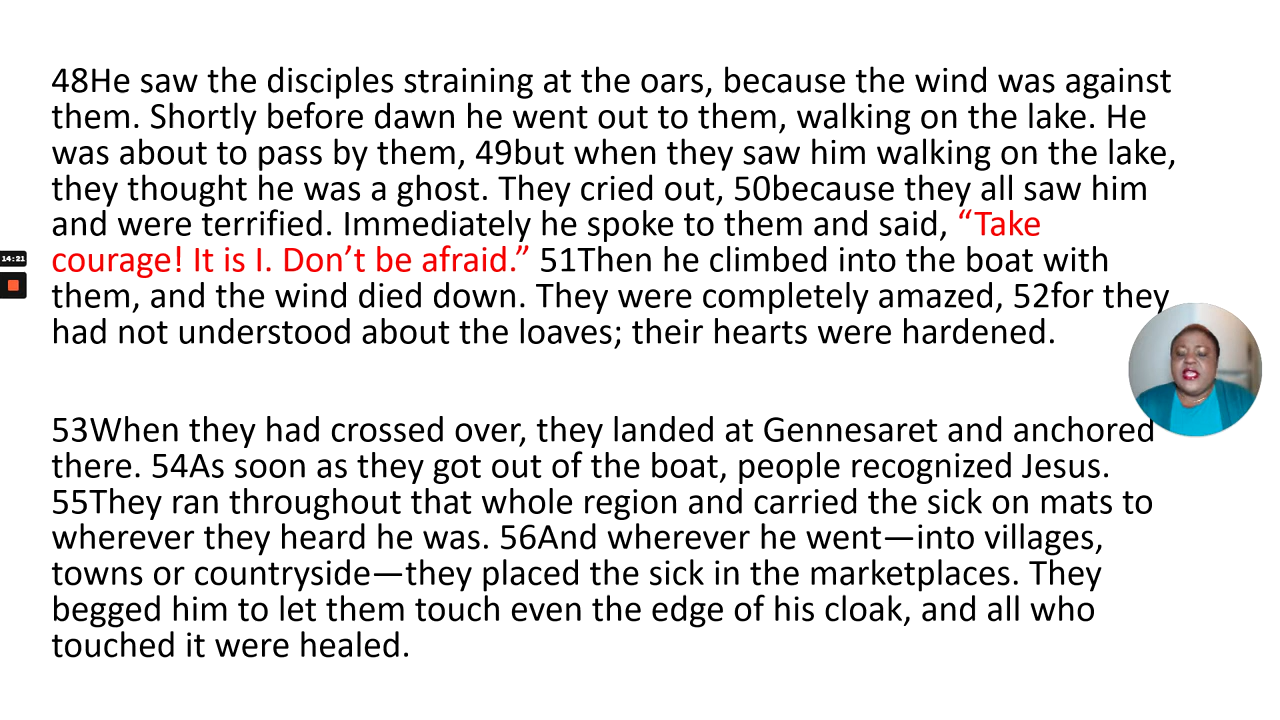 48He saw the disciples straining at the oars, because the wind was against
them. Shortly before dawn he went out to them, walking on the lake. He
was about to pass by them, 49but when they saw him walking on the lake,
they thought he was a ghost. They cried out, 50because they all saw him
and were terrified. Immediately he spoke to them and said, “Take
courage! It is I. Don’t be afraid.” 51Then he climbed into the boat with
them, and the wind died down. They were completely amazed, 52for they
had not understood about the loaves; their hearts were hardened.
53When they had crossed over, they landed at Gennesaret and anchored
there. 54As soon as they got out of the boat, people recognized Jesus.
55They ran throughout that whole region and carried the sick on mats to
wherever they heard he was. 56And wherever he went—into villages,
towns or countryside—they placed the sick in the marketplaces. They
begged him to let them touch even the edge of his cloak, and all who
touched it were healed.
14:21